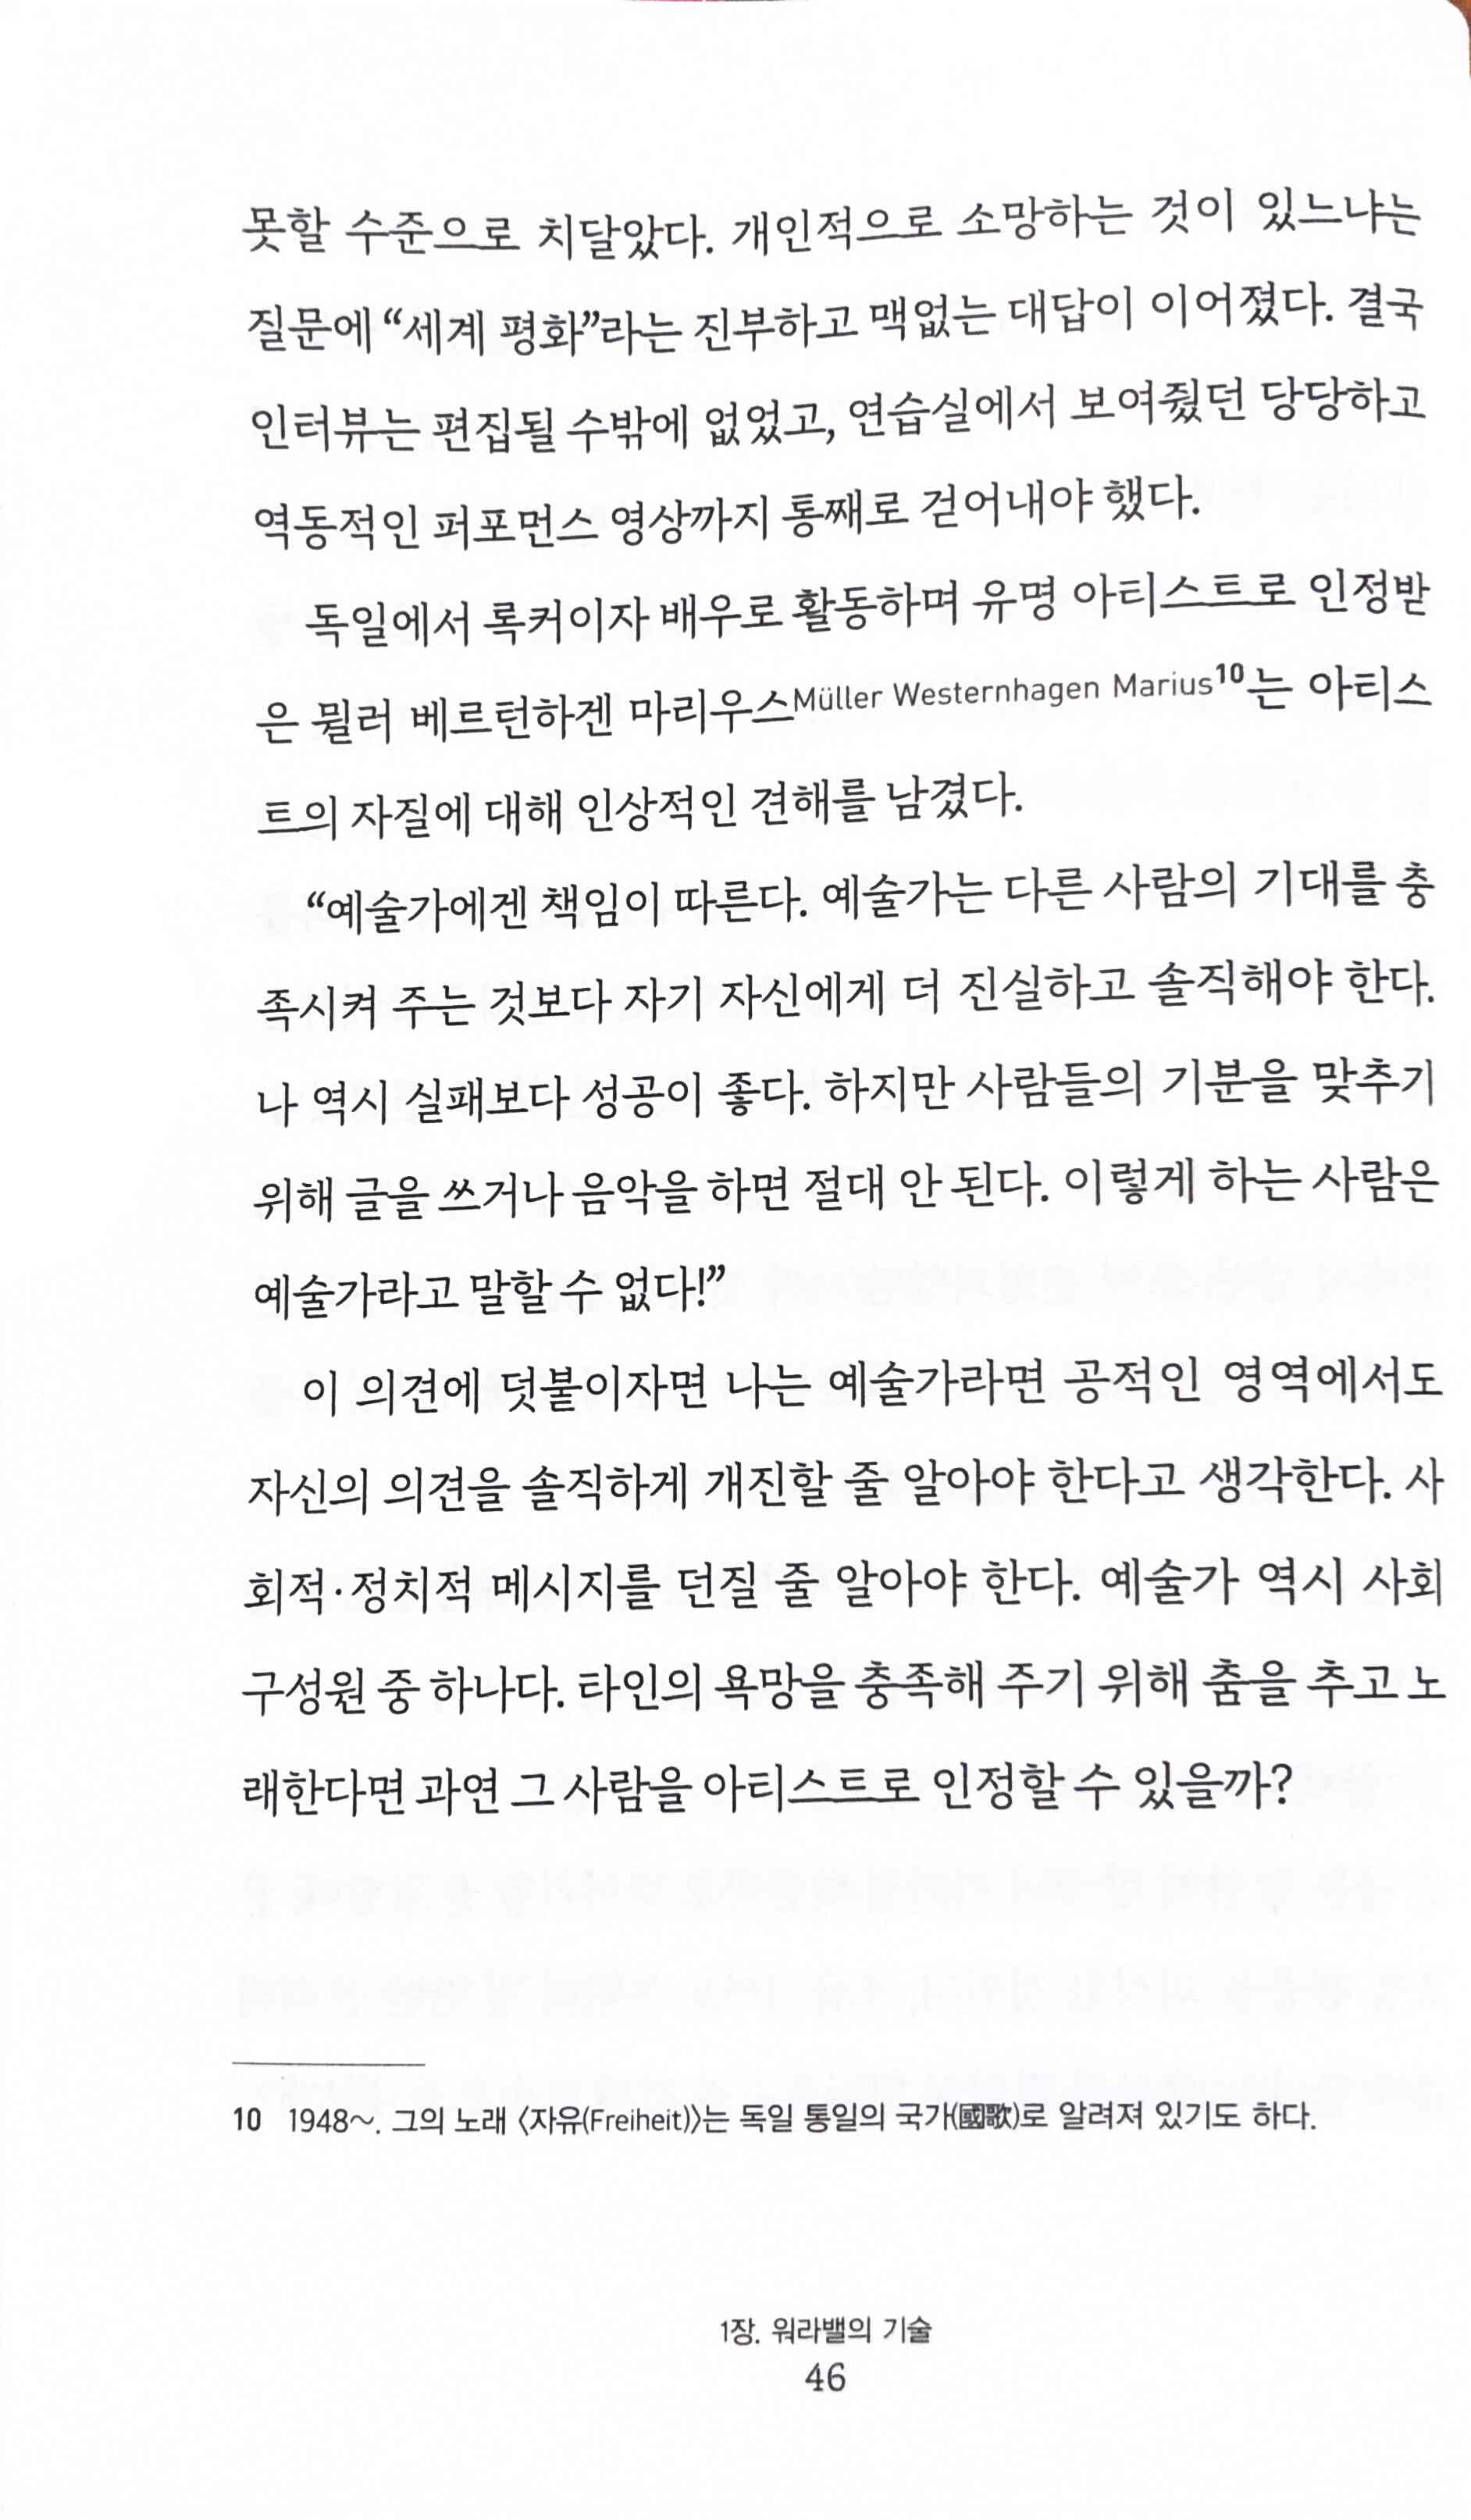 못할 수준으로 치달았다. 개인적으로 소망하는 것이 있느냐는
질문에 “세계 평화”라는 진부하고 맥없는 대답이 이어졌다. 결국
인터뷰는 편집될 수밖에 없었고, 연습실에서 보여줬던 당당하고
역동적인 퍼포먼스 영상까지 통째로 걷어내야 했다.
독일에서 록커이자 배우로 활동하며 유명 아티스트로 인정받
은 뮐러 베르턴하겐 마리우스Müller Westernhagen Marius10는 아티스
트의 자질에 대해 인상적인 견해를 남겼다.
“예술가에겐 책임이 따른다. 예술가는 다른 사람의 기대를 충
족시켜 주는 것보다 자기 자신에게 더 진실하고 솔직해야 한다.
나 역시 실패보다 성공이 좋다. 하지만 사람들의 기분을 맞추기
위해 글을 쓰거나 음악을 하면 절대 안 된다. 이렇게 하는 사람은
예술가라고 말할 수 없다!”
이 의견에 덧붙이자면 나는 예술가라면 공적인 영역에서도
자신의 의견을 솔직하게 개진할 줄 알아야 한다고 생각한다. 사
회적·정치적 메시지를 던질 줄 알아야 한다. 예술가 역시 사회
구성원 중 하나다. 타인의 욕망을 충족해 주기 위해 춤을 추고 노
래한다면 과연 그 사람을 아티스트로 인정할 수 있을까?
10 1948~. 그의 노래 〈자유(Freiheit)〉는 독일 통일의 국가(國歌)로 알려져 있기도 하다.
1장. 워라밸의 기술
46